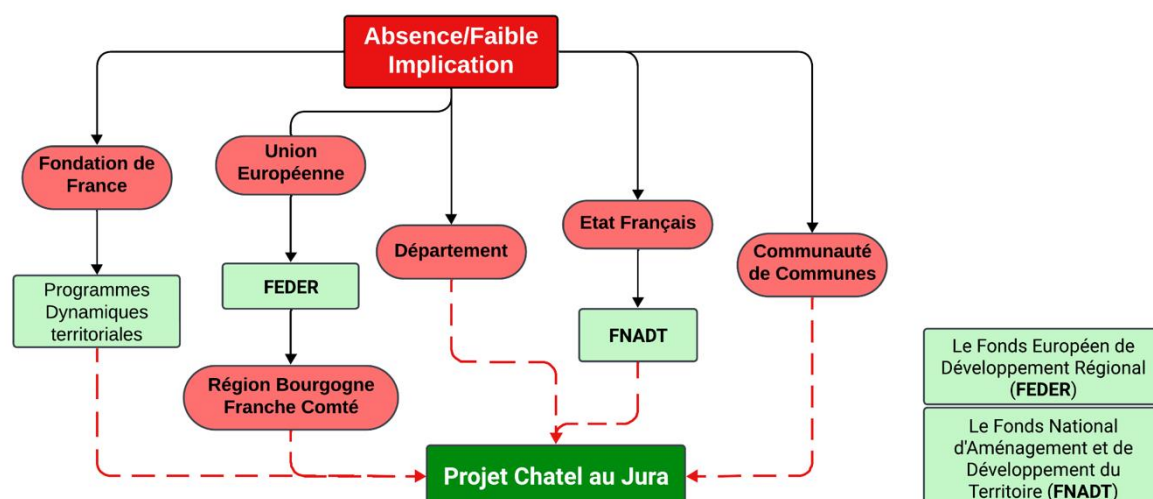 Absence/Faible
Implication
Fondation de
France
Union
Européenne
Département
Etat Français
Communauté
de Communes
Programmes
Dynamiques
territoriales
FEDER
FNADT
Région Bourgogne
Franche Comté
Projet Chatel au Jura
Le Fonds Européen de
Développement Régional
(FEDER)
Le Fonds National
d'Aménagement et de
Développement du
Territoire (FNADT)